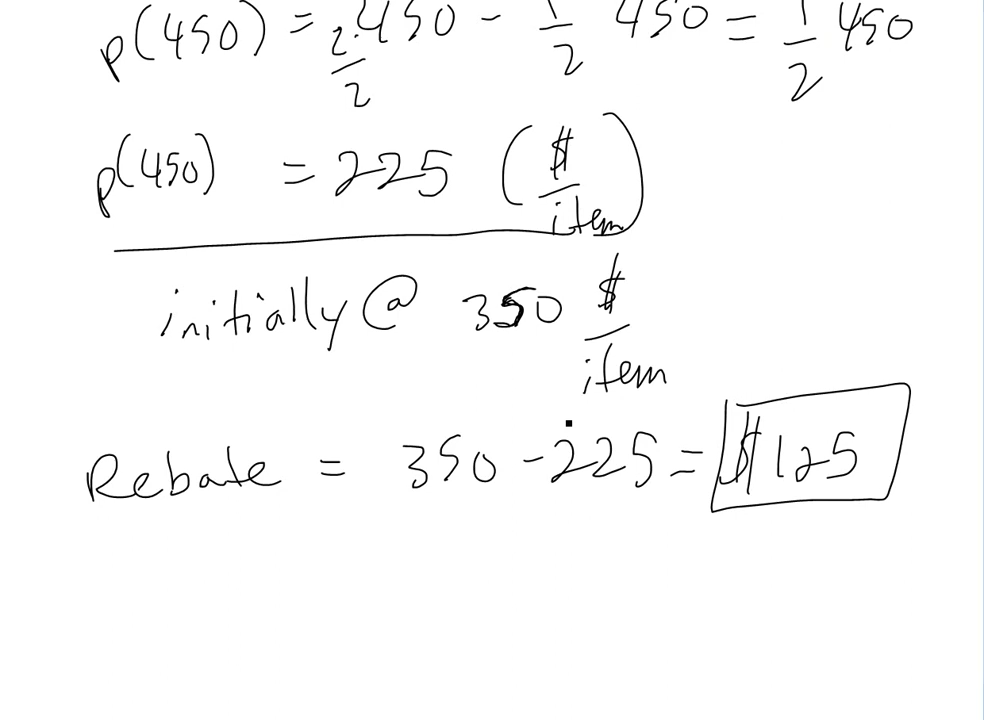 p(450) = 2/2 · 450 - 1/2 450 = 1/2 450
p(450) = 225 ($/item)
initially @ 350 $/item
Rebate = 350 - 225 = $125